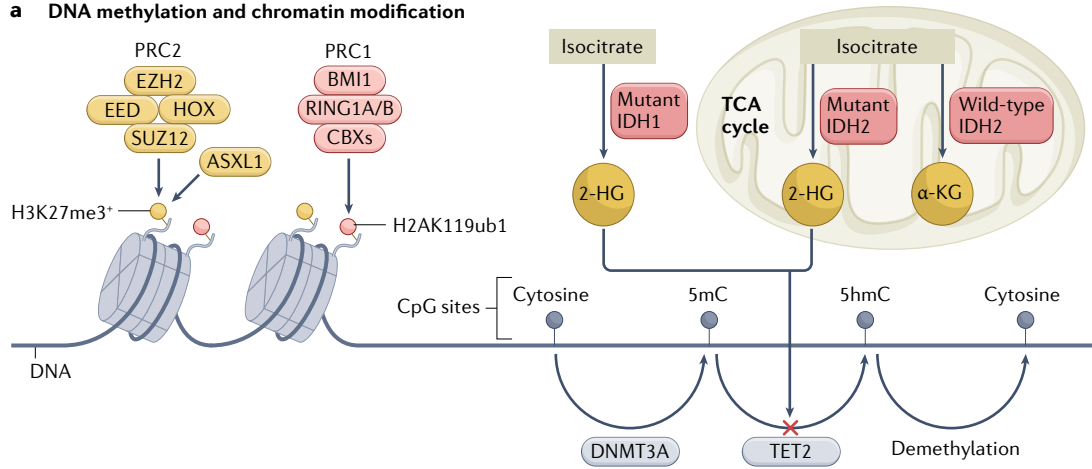 a DNA methylation and chromatin modification
PRC2
EZH2
EED
HOX
SUZ12
ASXL1
H3K27me3⁺
PRC1
BMI1
RING1A/B
CBXs
H2AK119ub1
DNA
Isocitrate
Mutant
IDH1
2-HG
TCA
cycle
Isocitrate
Mutant
IDH2
Wild-type
IDH2
2-HG
α-KG
CpG sites
Cytosine
5mC
5hmC
Cytosine
DNMT3A
TET2
Demethylation